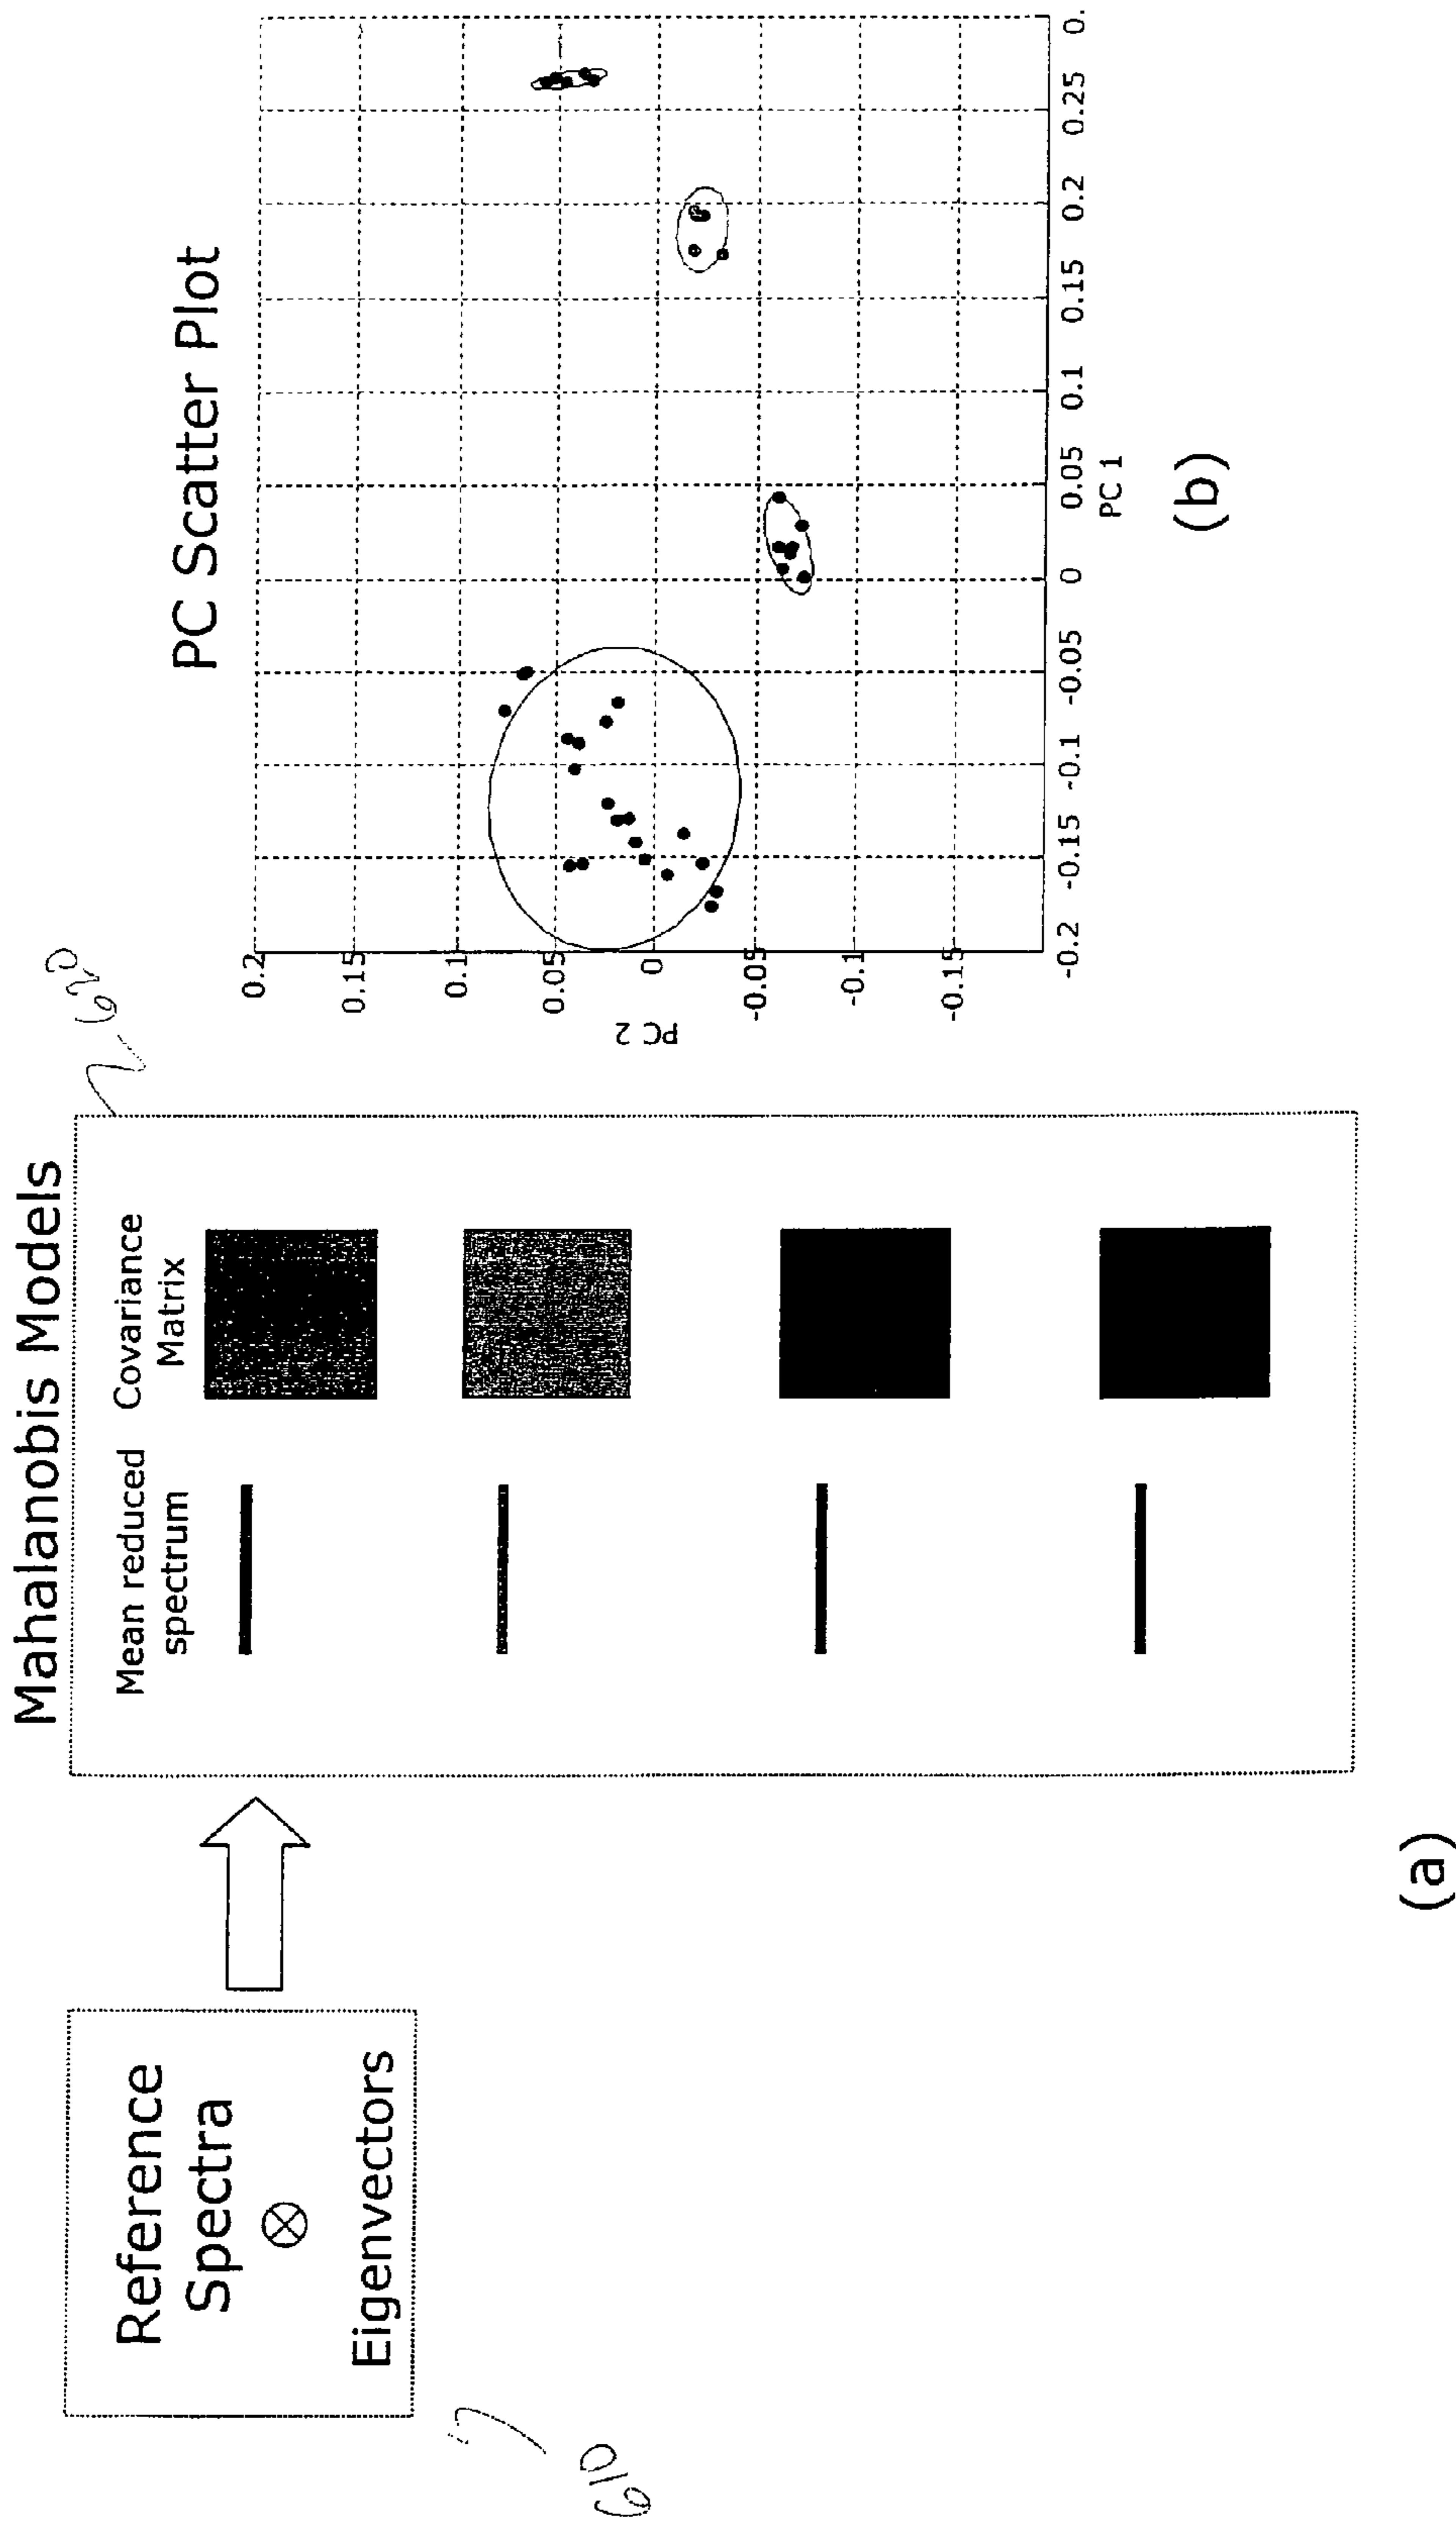 Reference
Spectra
⊗
Eigenvectors
610
Mahalanobis Models
620
Mean reduced
spectrum
Covariance
Matrix
(a)
PC Scatter Plot
PC 2
0.2
0.15
0.1
0.05
0
-0.05
-0.1
-0.15
-0.2 -0.15 -0.1 -0.05 0 0.05 0.1 0.15 0.2 0.25 0.
PC 1
(b)